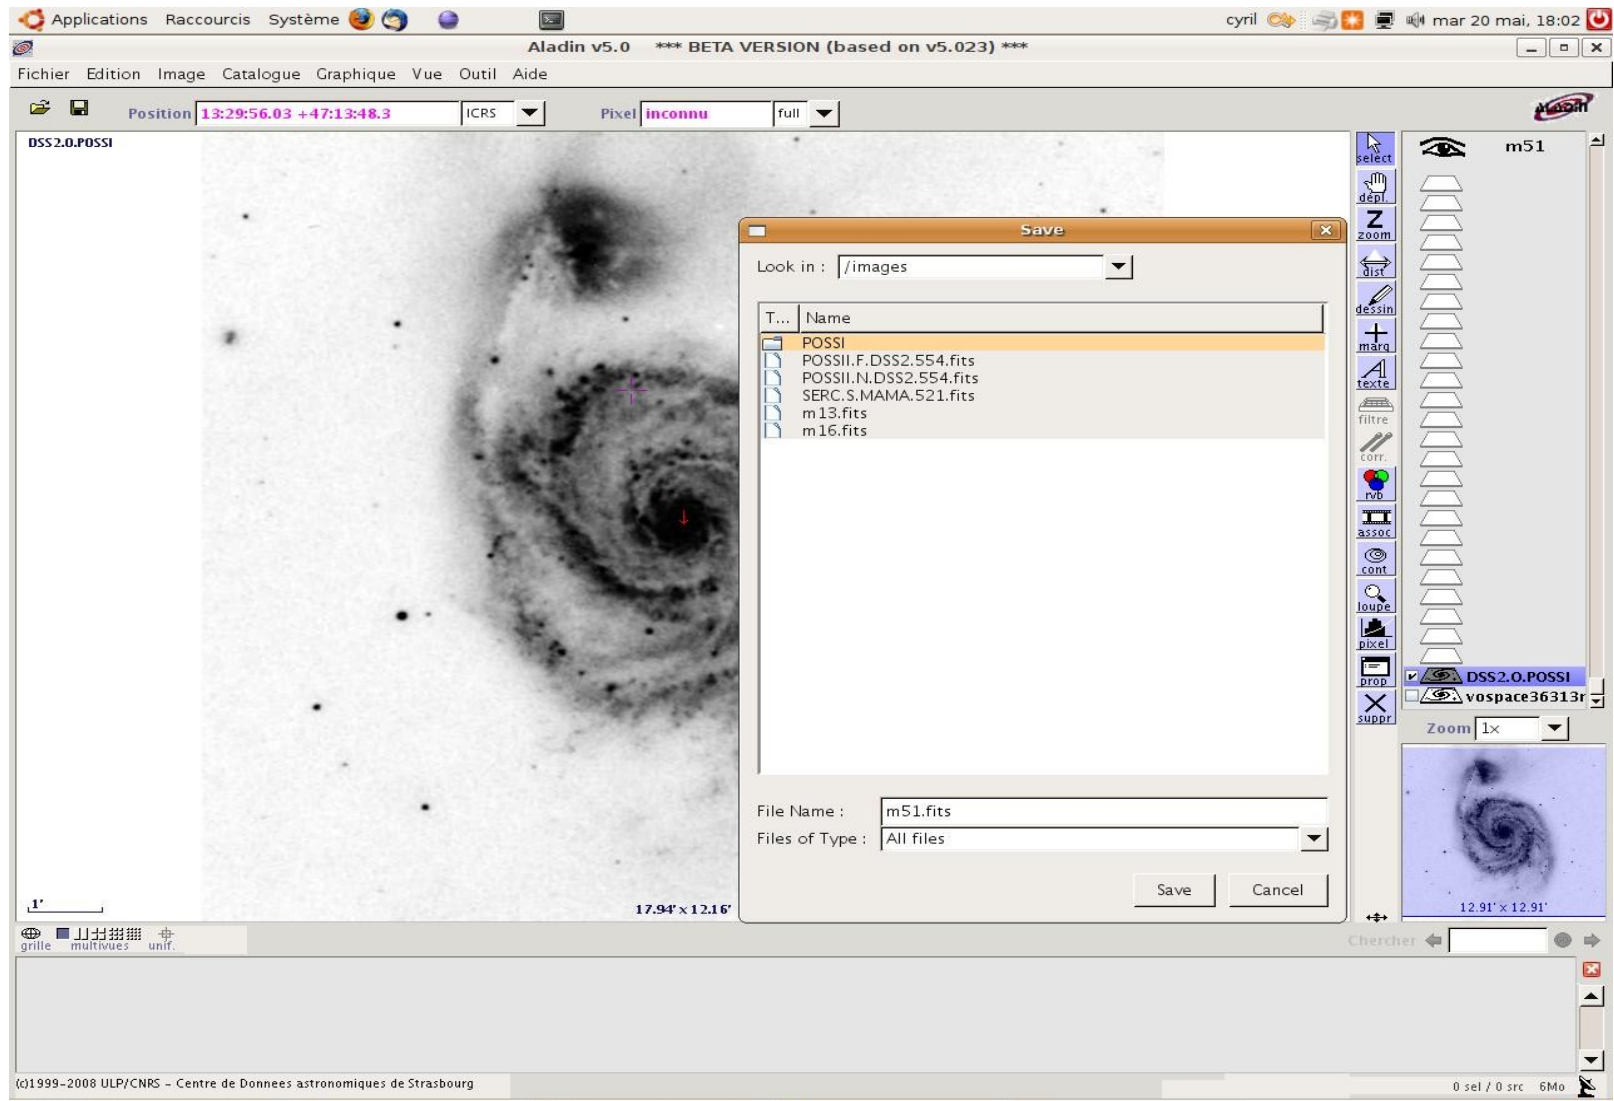 Applications Raccourcis Système
cyril mar 20 mai, 18:02
Aladin v5.0 *** BETA VERSION (based on v5.023) ***
Fichier Edition Image Catalogue Graphique Vue Outil Aide
Position 13:29:56.03 +47:13:48.3 ICRS Pixel inconnu full ALADIN
DSS2.O.POSSI
Save
Look in : /images
T... Name
POSSI
POSSII.F.DSS2.554.fits
POSSII.N.DSS2.554.fits
SERC.S.MAMA.521.fits
m13.fits
m16.fits
File Name : m51.fits
Files of Type : All files
Save Cancel
1'
17.94' x 12.16'
select
dépl.
zoom
dist
dessin
marq
texte
filtre
corr.
rvb
assoc
cont
loupe
pixel
prop
suppr
m51
DSS2.O.POSSI
vospace36313r
Zoom 1x
12.91' x 12.91'
grille multivues unif.
Chercher
(c)1999-2008 ULP/CNRS - Centre de Donnees astronomiques de Strasbourg
0 sel / 0 src 6Mo